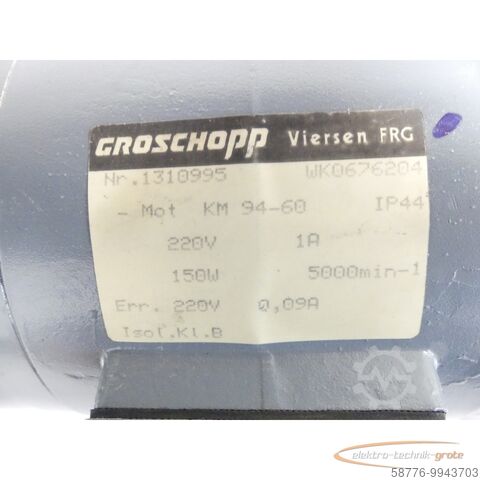 GROSCHOPP Viersen FRG
Nr.1310995 WK0676204
- Mot KM 94-60 IP44
220V 1A
150W 5000min-1
Err. 220V 0,09A
Isol.Kl.B
elektro-technik-grote
58776-9943703